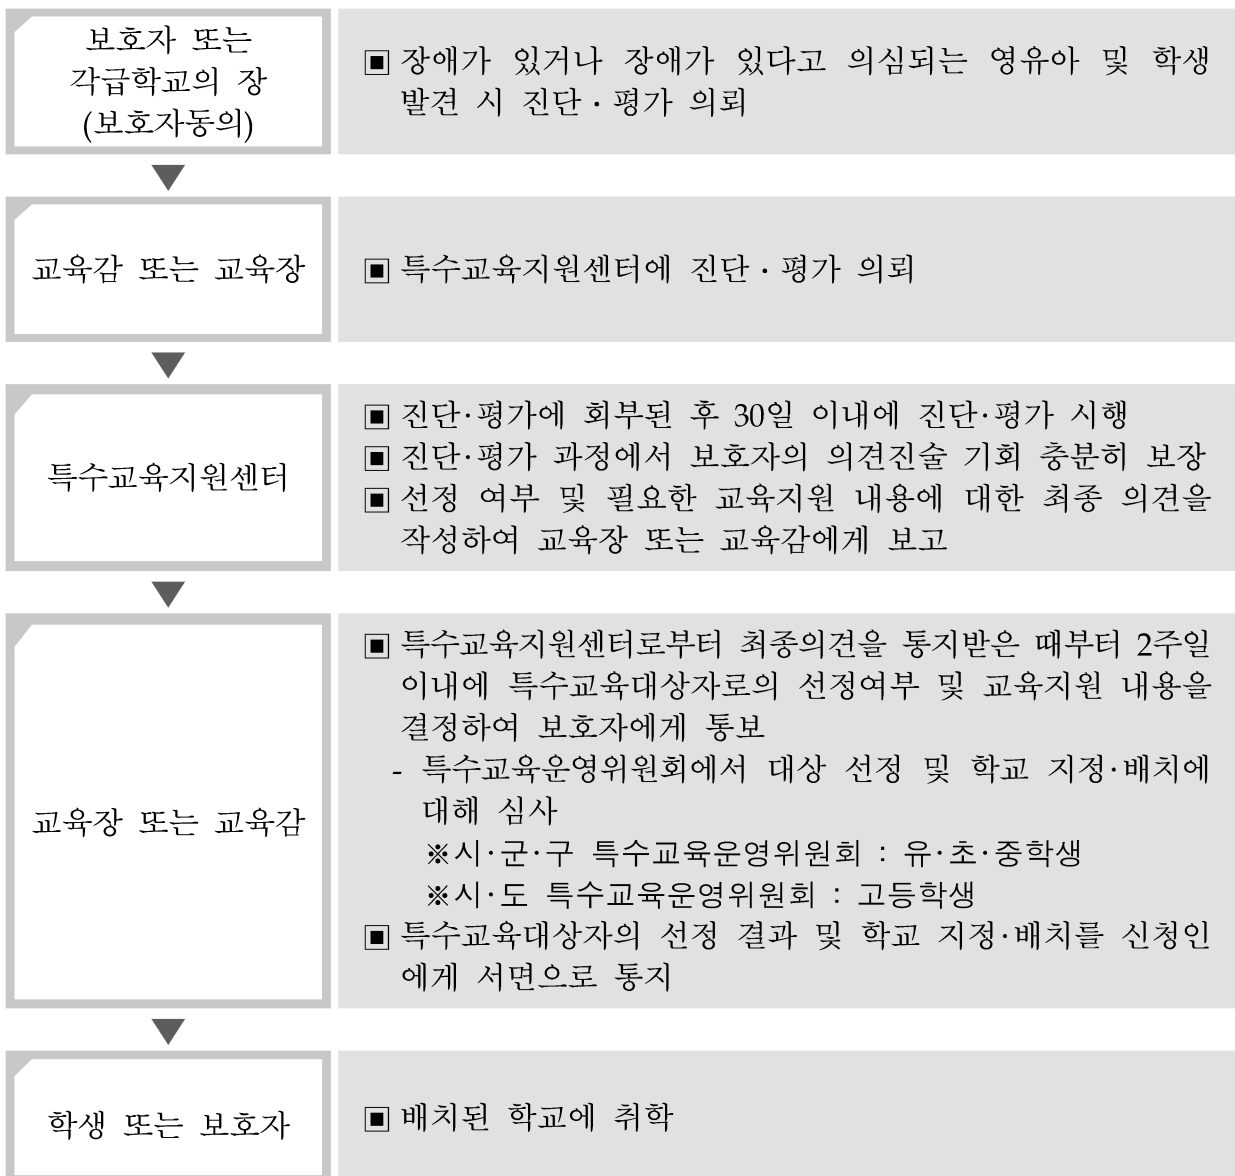 보호자 또는
각급학교의 장
(보호자동의)
▣ 장애가 있거나 장애가 있다고 의심되는 영유아 및 학생
발견 시 진단·평가 의뢰
교육감 또는 교육장
▣ 특수교육지원센터에 진단·평가 의뢰
특수교육지원센터
▣ 진단·평가에 회부된 후 30일 이내에 진단·평가 시행
▣ 진단·평가 과정에서 보호자의 의견진술 기회 충분히 보장
▣ 선정 여부 및 필요한 교육지원 내용에 대한 최종 의견을
작성하여 교육장 또는 교육감에게 보고
교육장 또는 교육감
▣ 특수교육지원센터로부터 최종의견을 통지받은 때부터 2주일
이내에 특수교육대상자로의 선정여부 및 교육지원 내용을
결정하여 보호자에게 통보
- 특수교육운영위원회에서 대상 선정 및 학교 지정·배치에
대해 심사
※시·군·구 특수교육운영위원회 : 유·초·중학생
※시·도 특수교육운영위원회 : 고등학생
▣ 특수교육대상자의 선정 결과 및 학교 지정·배치를 신청인
에게 서면으로 통지
학생 또는 보호자
▣ 배치된 학교에 취학